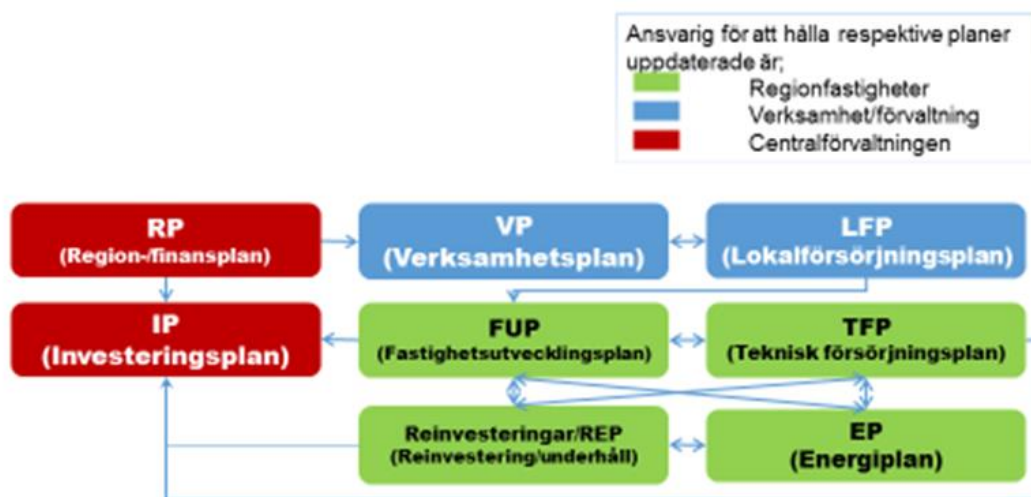 Ansvarig för att hålla respektive planer
uppdaterade är;
Regionfastigheter
Verksamhet/förvaltning
Centralförvaltningen
RP
(Region-/finansplan)
VP
(Verksamhetsplan)
LFP
(Lokalförsörjningsplan)
IP
(Investeringsplan)
FUP
(Fastighetsutvecklingsplan)
TFP
(Teknisk försörjningsplan)
Reinvesteringar/REP
(Reinvestering/underhåll)
EP
(Energiplan)